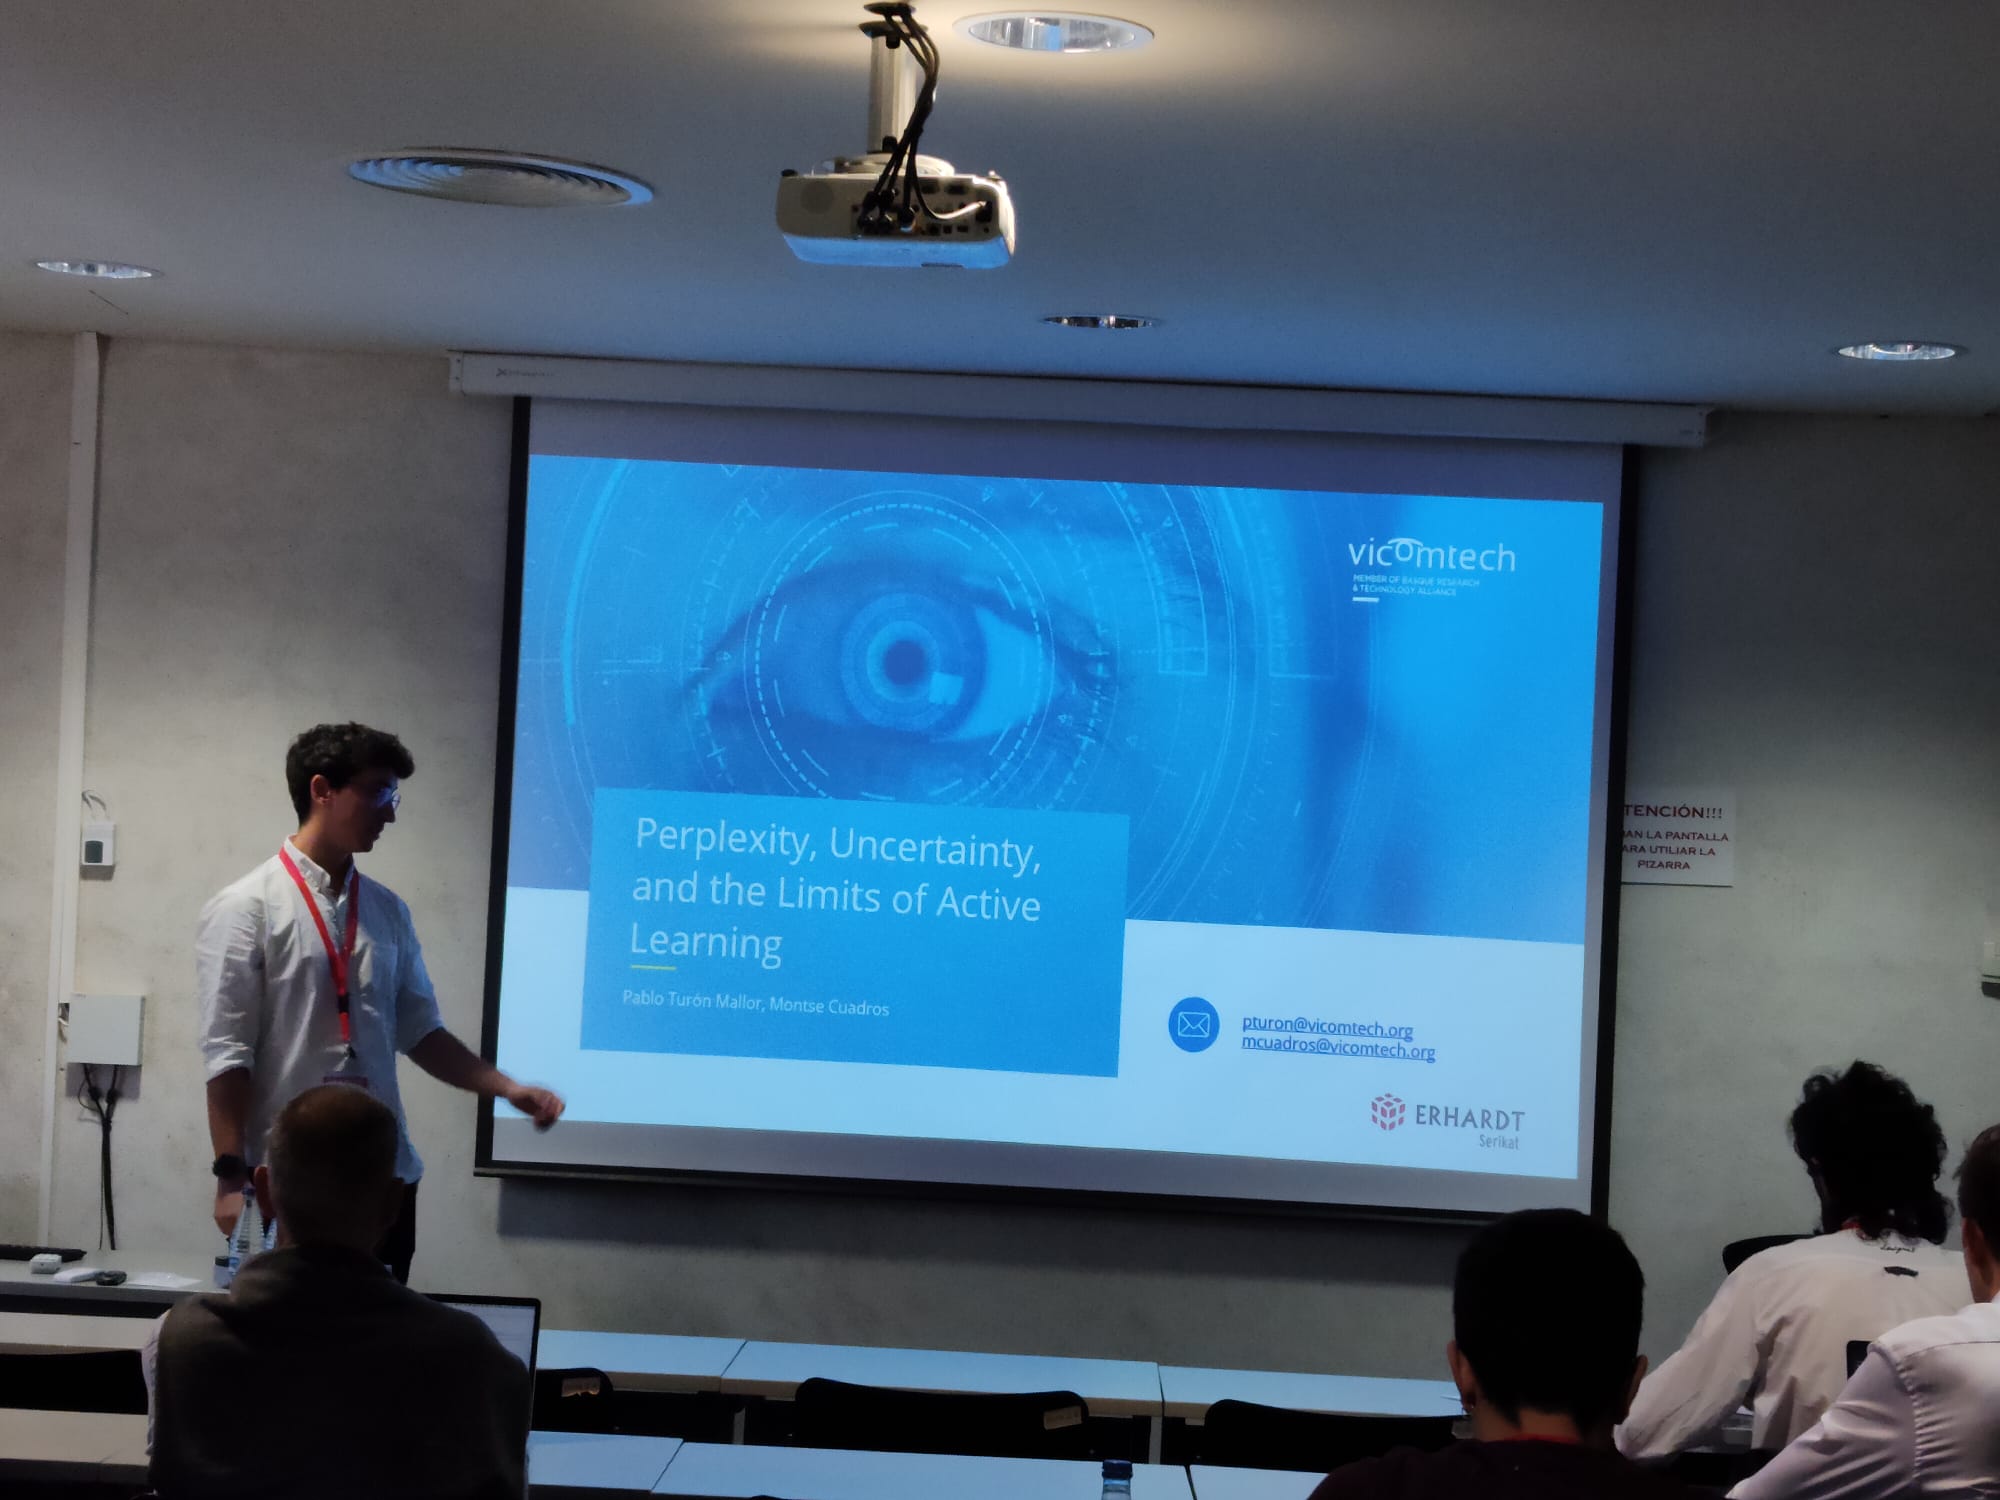 vicomtech
MEMBER OF BASQUE RESEARCH
& TECHNOLOGY ALLIANCE
Perplexity, Uncertainty,
and the Limits of Active
Learning
Pablo Turón Mallor, Montse Cuadros
pturon@vicomtech.org
mcuadros@vicomtech.org
ERHARDT
Serikat
TENCIÓN!!!
AN LA PANTALLA
ARA UTILIAR LA
PIZARRA